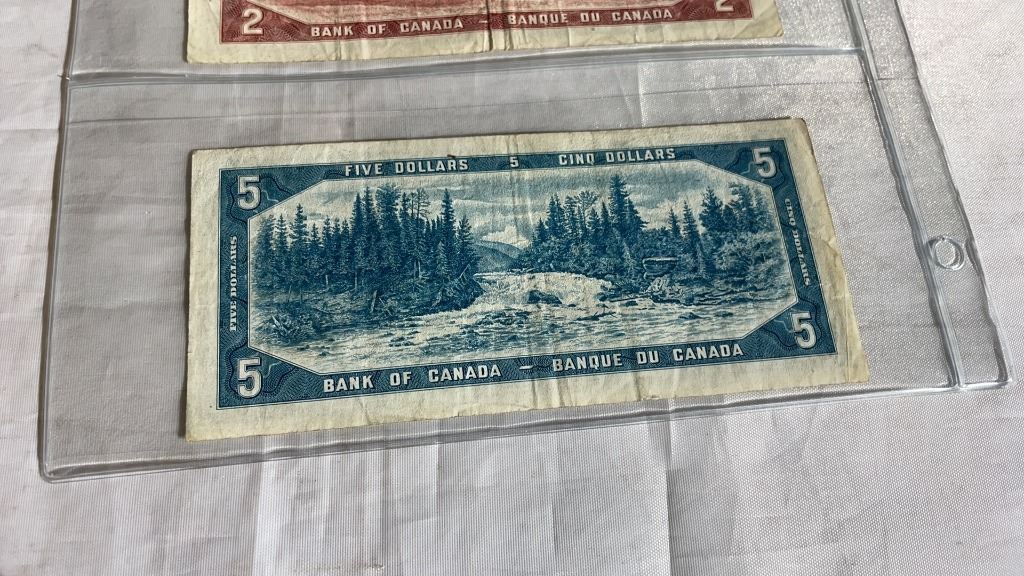 2 BANK OF CANADA – BANQUE DU CANADA 2
FIVE DOLLARS 5 CINQ DOLLARS
5 5
FIVE DOLLARS
CINQ DOLLARS
5 5
BANK OF CANADA – BANQUE DU CANADA